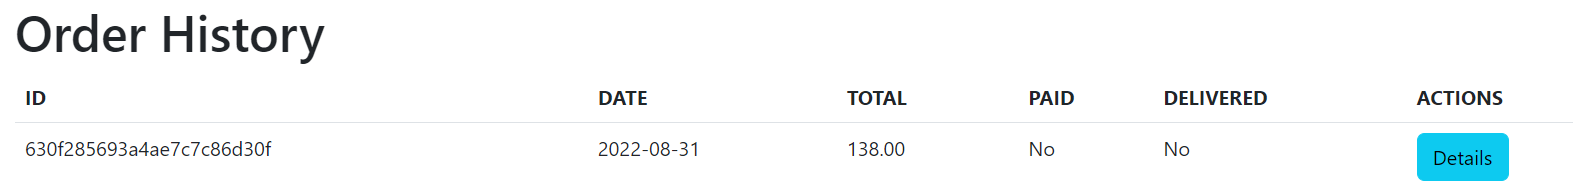 Order History
ID DATE TOTAL PAID DELIVERED ACTIONS
630f285693a4ae7c7c86d30f 2022-08-31 138.00 No No Details